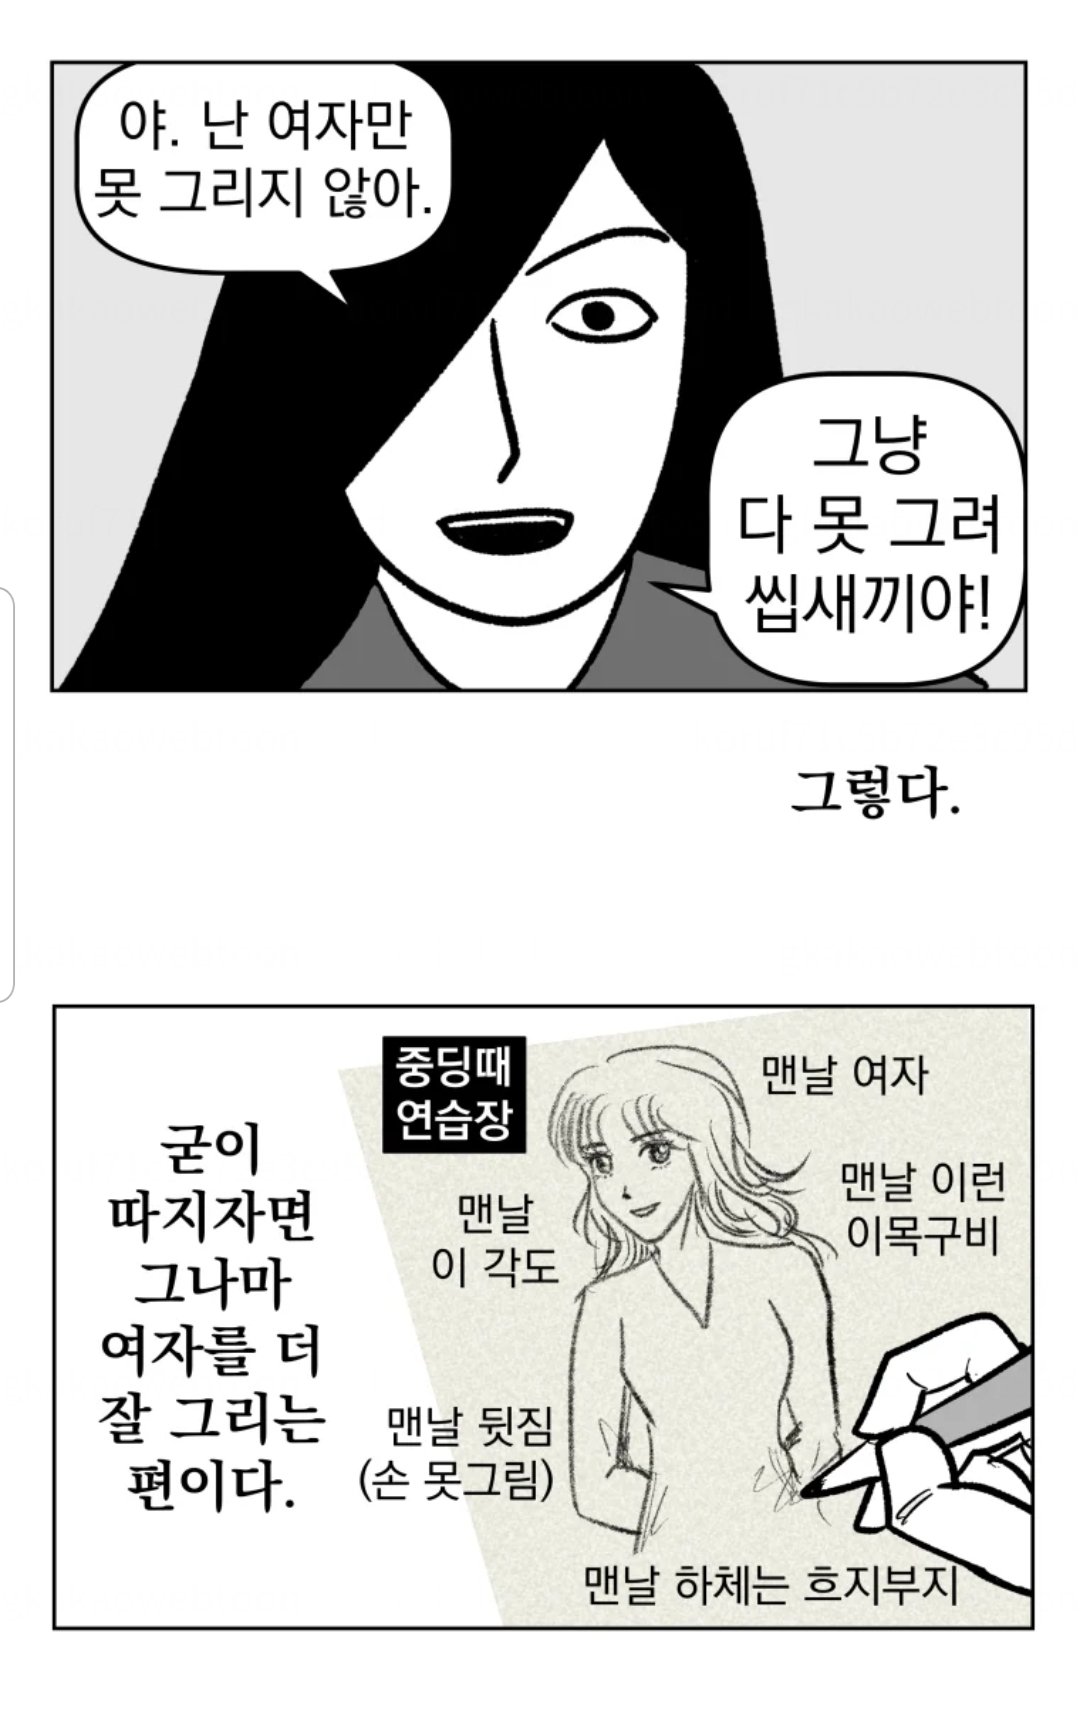 야. 난 여자만
못 그리지 않아.
그냥
다 못 그려
씹새끼야!
그렇다.
굳이
따지자면
그나마
여자를 더
잘 그리는
편이다.
중딩때
연습장
맨날 여자
맨날 이런
이목구비
맨날
이 각도
맨날 뒷짐
(손 못그림)
맨날 하체는 흐지부지